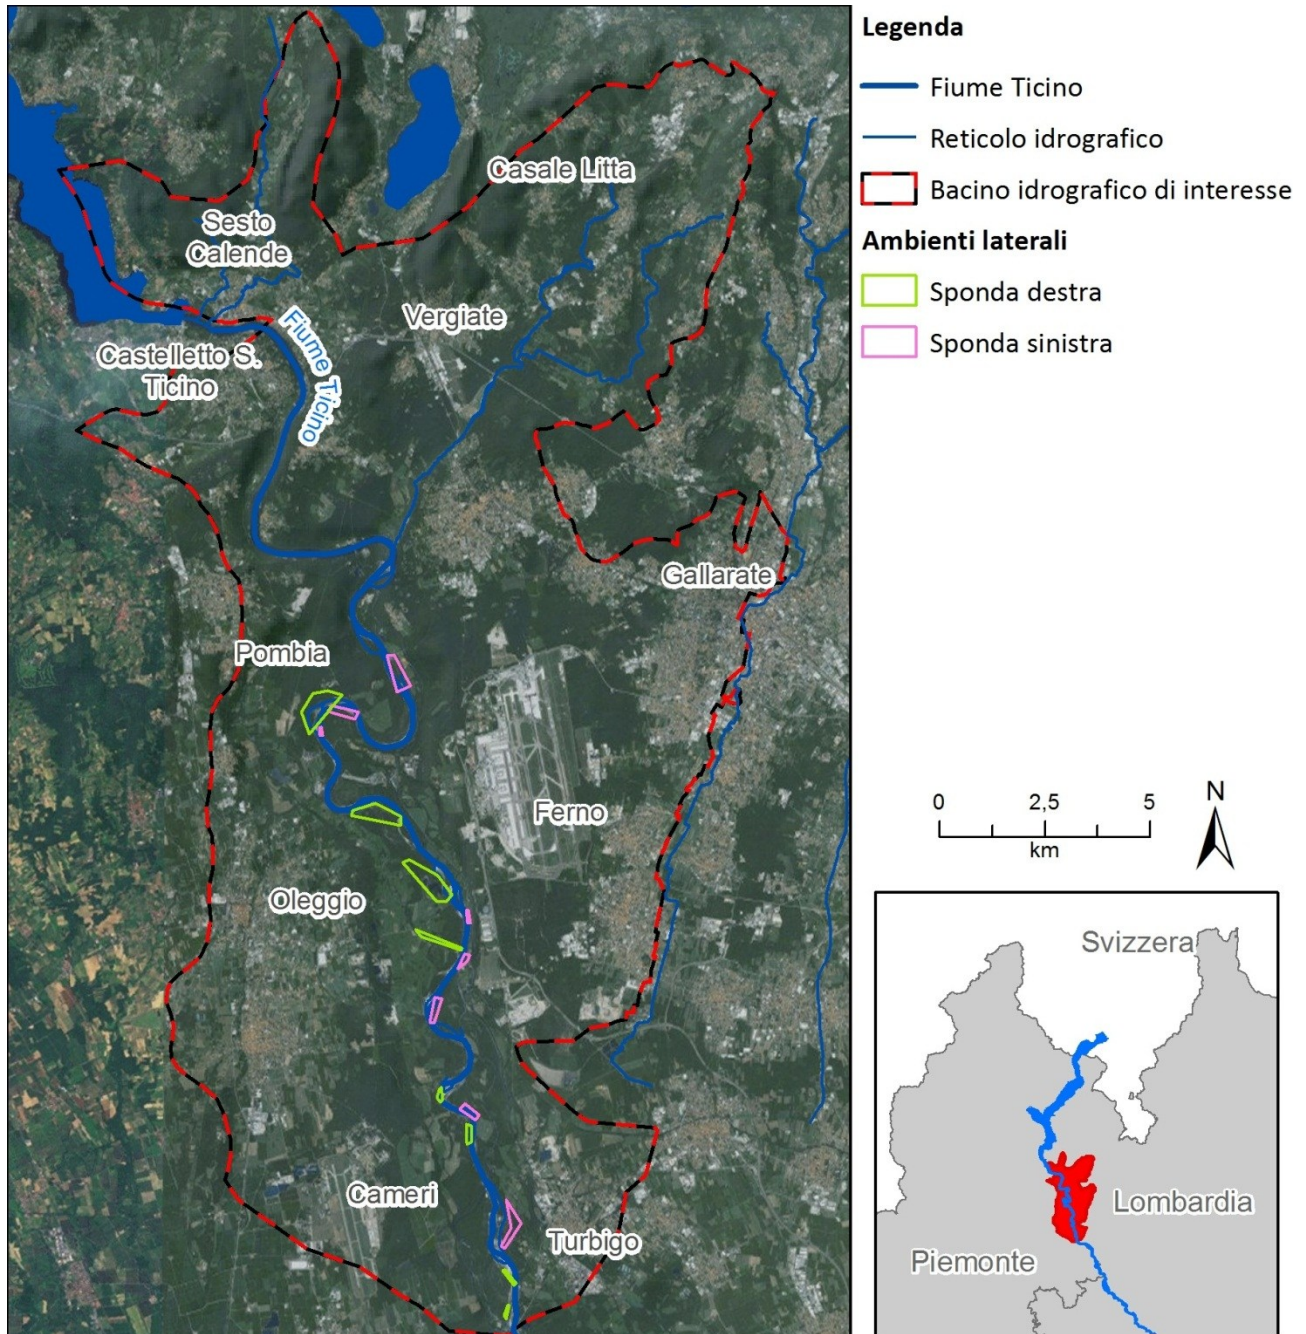 Casale Litta
Sesto
Calende
Vergiate
Fiume Ticino
Castelletto S.
Ticino
Gallarate
Pombia
Ferno
Oleggio
Cameri
Turbigo
Legenda
Fiume Ticino
Reticolo idrografico
Bacino idrografico di interesse
Ambienti laterali
Sponda destra
Sponda sinistra
0 2,5 5
km
N
Svizzera
Lombardia
Piemonte